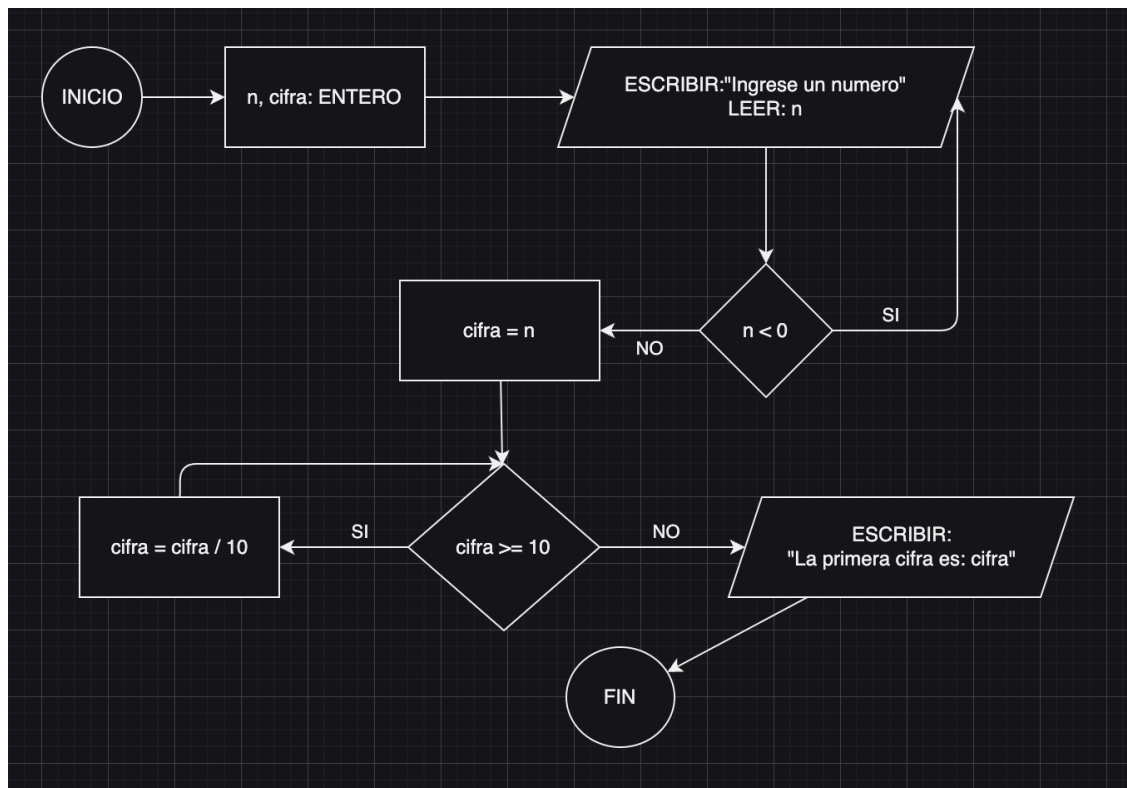 INICIO
n, cifra: ENTERO
ESCRIBIR:"Ingrese un numero"
LEER: n
n < 0
SI
NO
cifra = n
cifra >= 10
SI
cifra = cifra / 10
NO
ESCRIBIR:
"La primera cifra es: cifra"
FIN